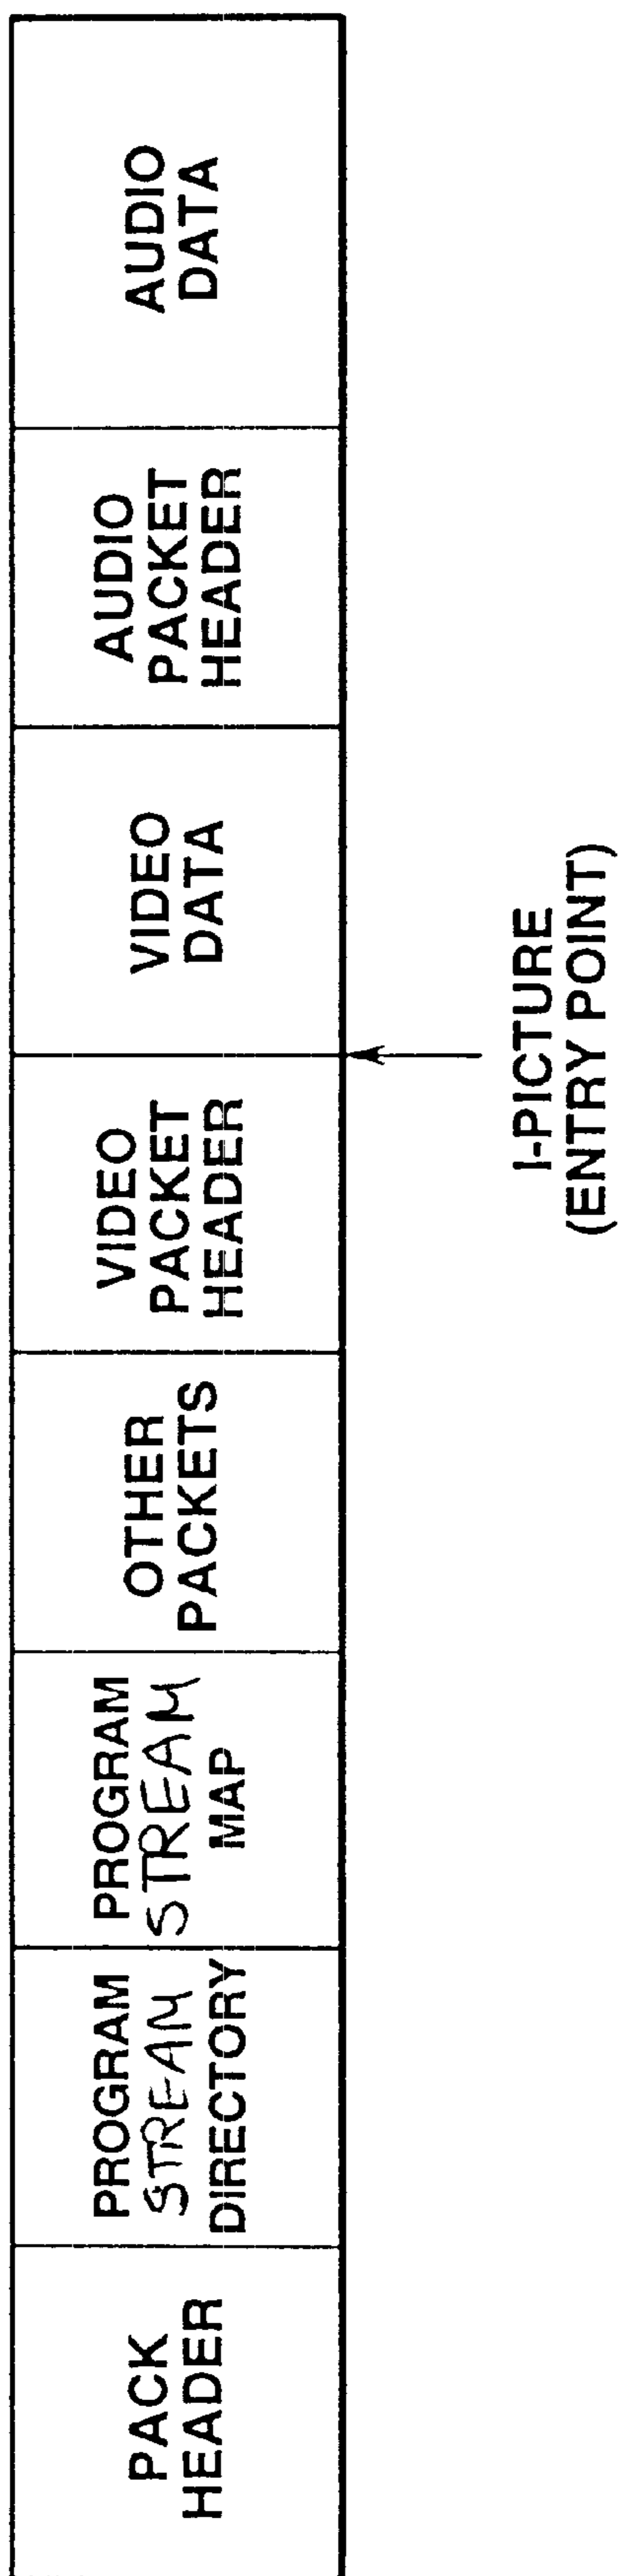 PACK
HEADER
PROGRAM
STREAM
DIRECTORY
PROGRAM
STREAM
MAP
OTHER
PACKETS
VIDEO
PACKET
HEADER
VIDEO
DATA
AUDIO
PACKET
HEADER
AUDIO
DATA
I-PICTURE
(ENTRY POINT)